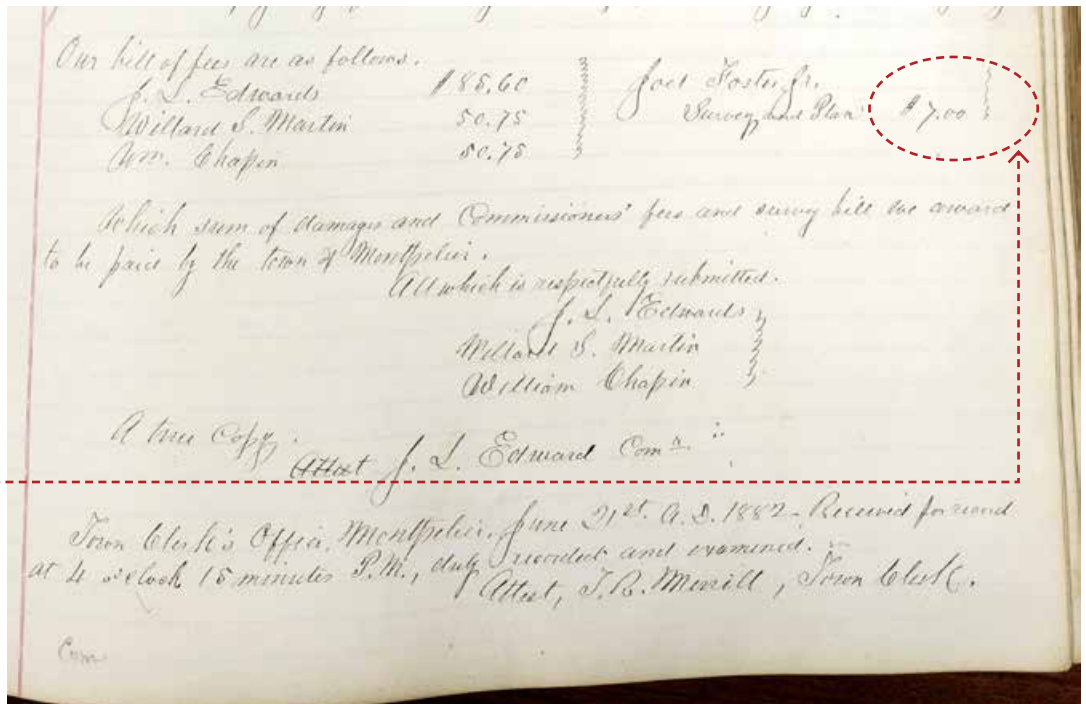 Our bill of fees are as follows.
J. L. Edwards $85.60 Joel Foster Jr.
Willard S. Martin 50.75 Survey and Plan $7.00
Wm. Chapin 50.75
Which sum of damages and Commissioners' fees and survey bill we award
to be paid by the town of Montpelier.
All which is respectfully submitted.
J. L. Edwards
Willard S. Martin
William Chapin
A true Copy.
Attest J. L. Edward Comr
Town Clerk's Office, Montpelier, June 21st. A.D. 1882 - Received for record
at 4 o'clock 15 minutes P.M., duly recorded and examined.
Attest, T. R. Merrill, Town Clerk.
Com